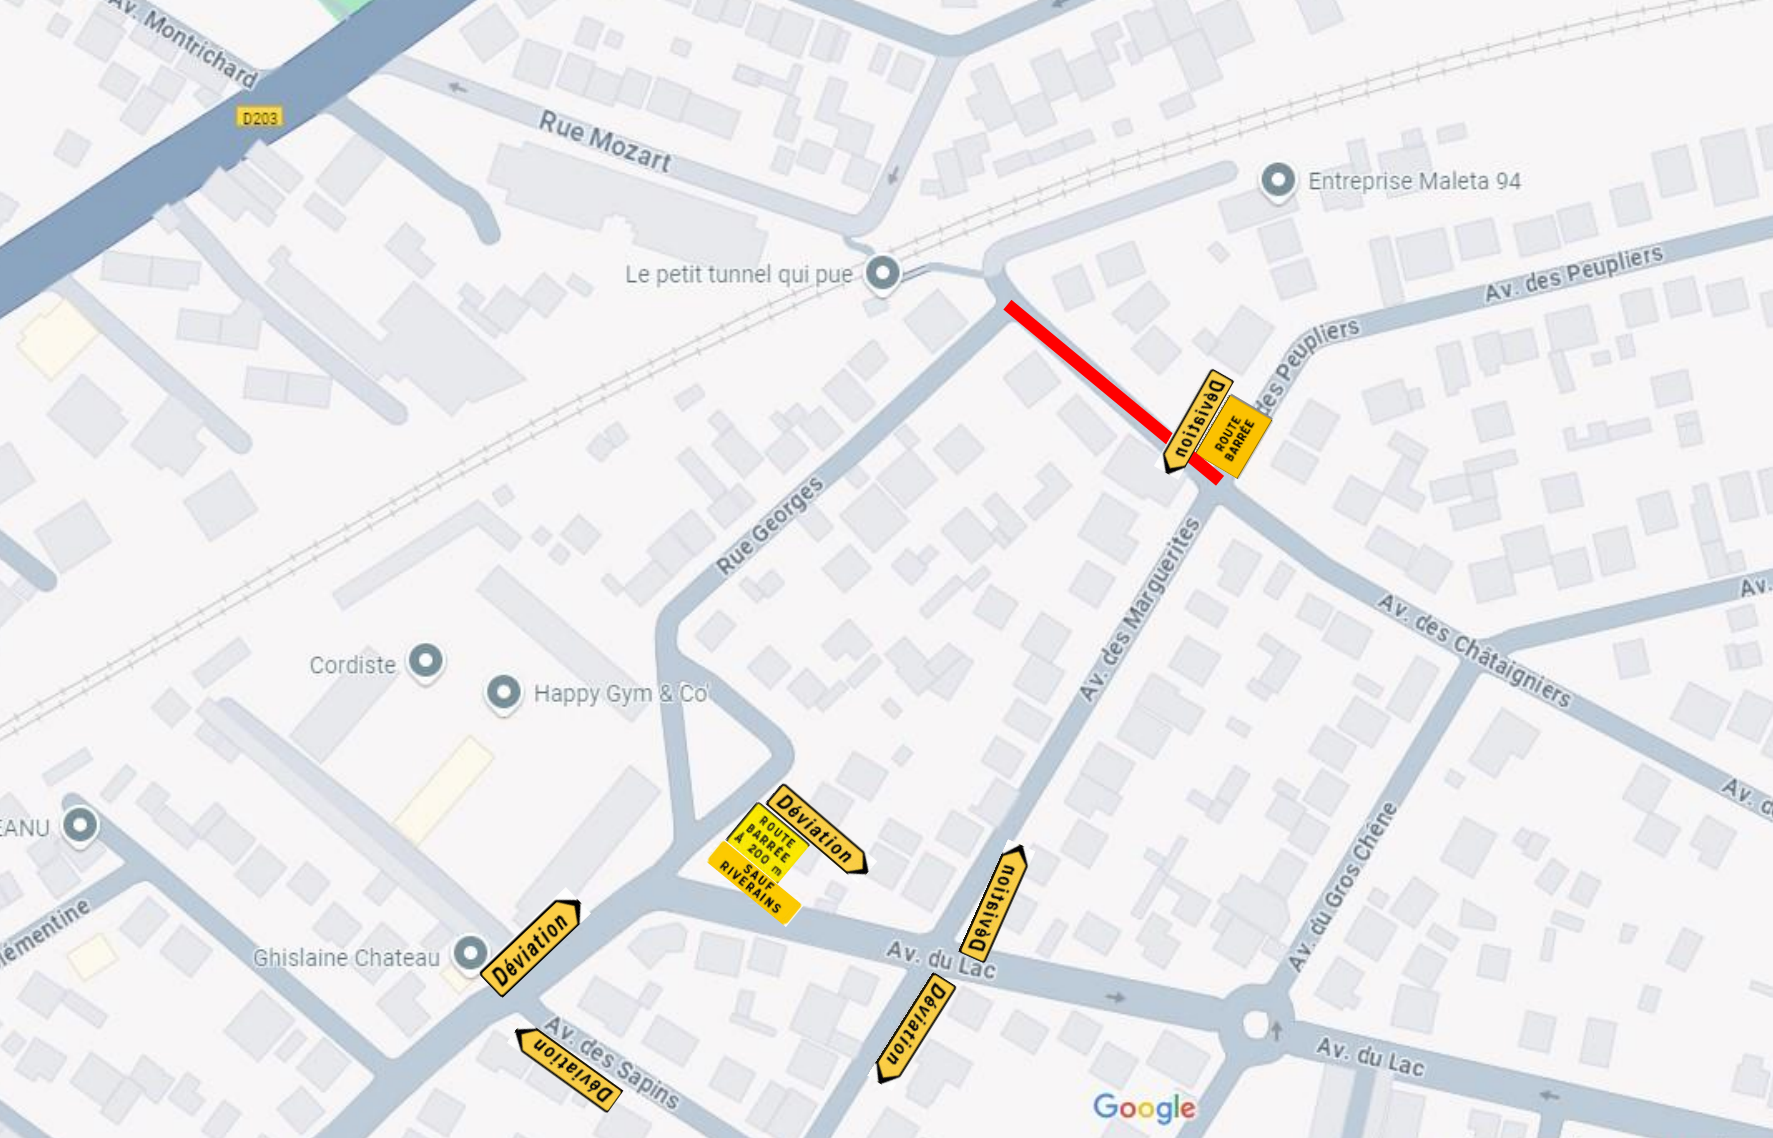 Av. Montrichard
D203
Rue Mozart
Entreprise Maleta 94
Le petit tunnel qui pue
Av. des Peupliers
des Peupliers
Déviation
ROUTE
BARRÉE
Rue Georges
Av. des Marguerites
Av.
Av. des Châtaigniers
Cordiste
Happy Gym & Co'
Av. d
EANU
Déviation
ROUTE
BARRÉE
À 200 m
SAUF
RIVERAINS
Av. du Gros Chêne
Déviation
Déviation
lémentine
Ghislaine Chateau
Av. du Lac
Déviation
Av. des Sapins
Déviation
Av. du Lac
Google